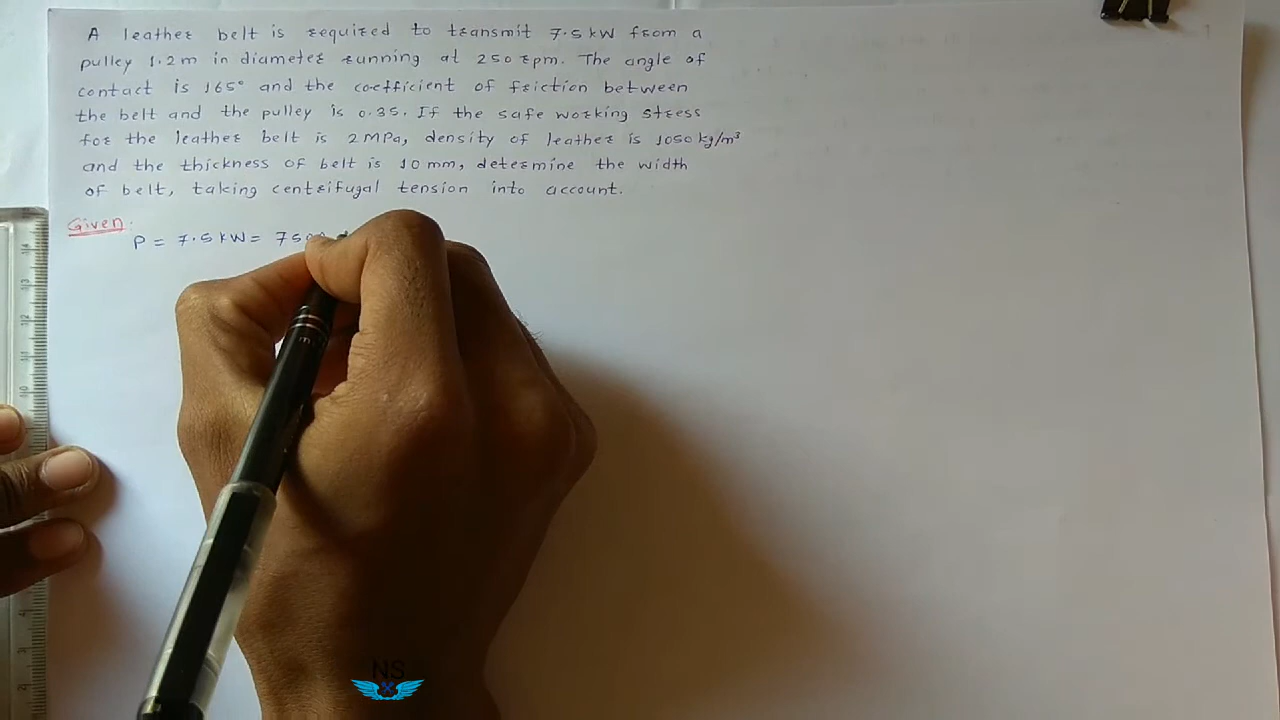 A leather belt is required to transmit 7.5 kW from a
pulley 1.2 m in diameter running at 250 rpm. The angle of
contact is 165° and the coefficient of friction between
the belt and the pulley is 0.35. If the safe working stress
for the leather belt is 2 MPa, density of leather is 1050 kg/m³
and the thickness of belt is 10 mm, determine the width
of belt, taking centrifugal tension into account.
Given:
P = 7.5 kW = 750
NS